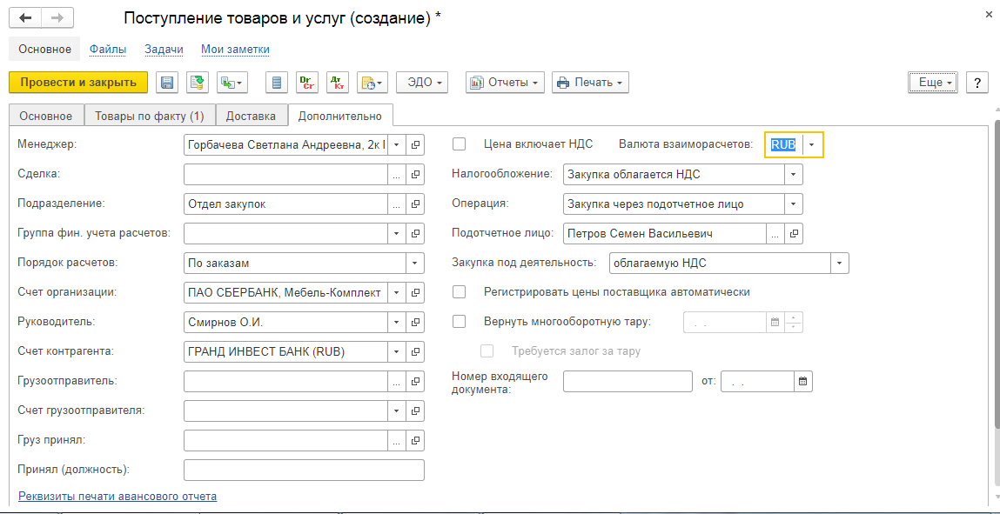 Поступление товаров и услуг (создание) *
Основное Файлы Задачи Мои заметки
Провести и закрыть Dr Cr Дт Кт ЭДО Отчеты Печать Еще ?
Основное Товары по факту (1) Доставка Дополнительно
Менеджер: Горбачева Светлана Андреевна, 2к Цена включает НДС Валюта взаиморасчетов: RUB
Сделка: ... Налогообложение: Закупка облагается НДС
Подразделение: Отдел закупок ... Операция: Закупка через подотчетное лицо
Группа фин. учета расчетов: Подотчетное лицо: Петров Семен Васильевич ...
Порядок расчетов: По заказам Закупка под деятельность: облагаемую НДС
Счет организации: ПАО СБЕРБАНК, Мебель-Комплект Регистрировать цены поставщика автоматически
Руководитель: Смирнов О.И. Вернуть многооборотную тару: . .
Счет контрагента: ГРАНД ИНВЕСТ БАНК (RUB) Требуется залог за тару
Грузоотправитель: ... Номер входящего документа: от: . .
Счет грузоотправителя:
Груз принял: ...
Принял (должность):
Реквизиты печати авансового отчета